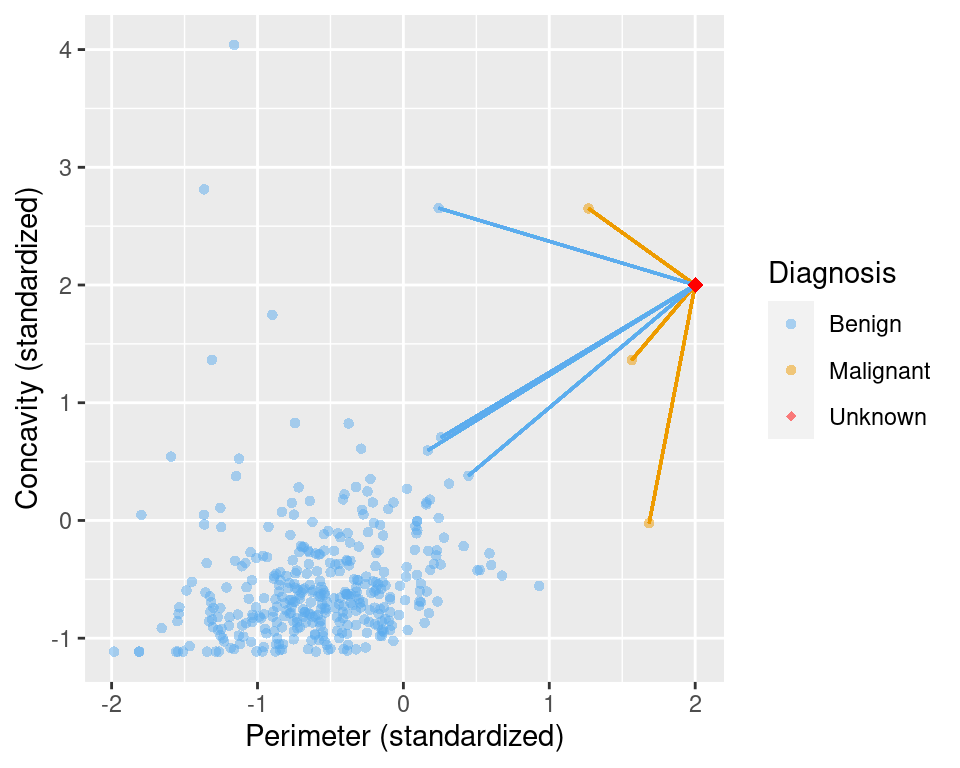 4
3
2
1
0
-1
-2
-1
0
1
2
Perimeter (standardized)
Concavity (standardized)
Diagnosis
Benign
Malignant
Unknown